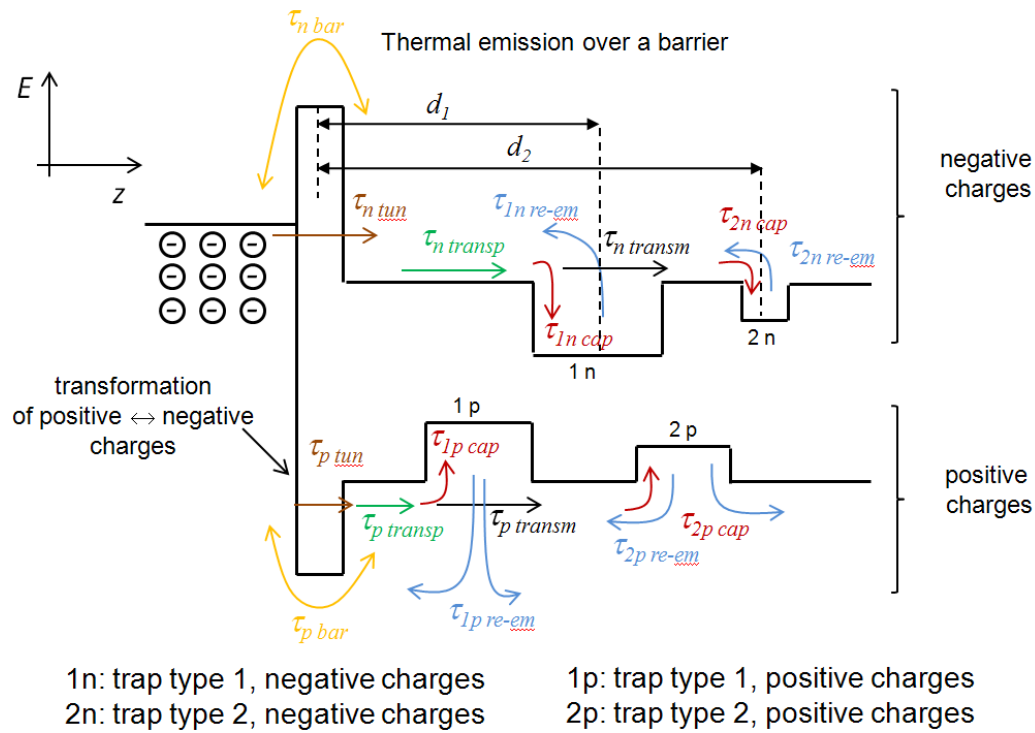 τn bar
Thermal emission over a barrier
E
z
d1
d2
negative
charges
τn tun
τ1n re-em
τ2n cap
τn transp
τn transm
τ2n re-em
− − −
− − −
− − −
τ1n cap
2 n
1 n
transformation
of positive ↔ negative
charges
1 p
2 p
τp tun
τ1p cap
positive
charges
τp transp
τp transm
τ2p cap
τ2p re-em
τp bar
τ1p re-em
1n: trap type 1, negative charges
1p: trap type 1, positive charges
2n: trap type 2, negative charges
2p: trap type 2, positive charges